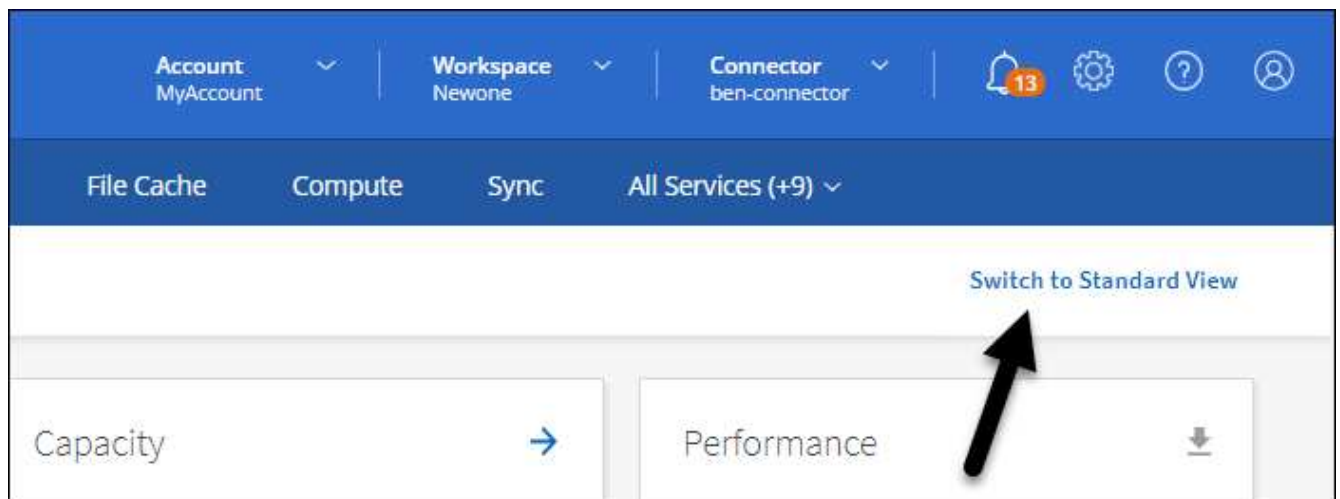 Account
MyAccount
Workspace
Newone
Connector
ben-connector
13
?
File Cache
Compute
Sync
All Services (+9)
Switch to Standard View
Capacity
Performance